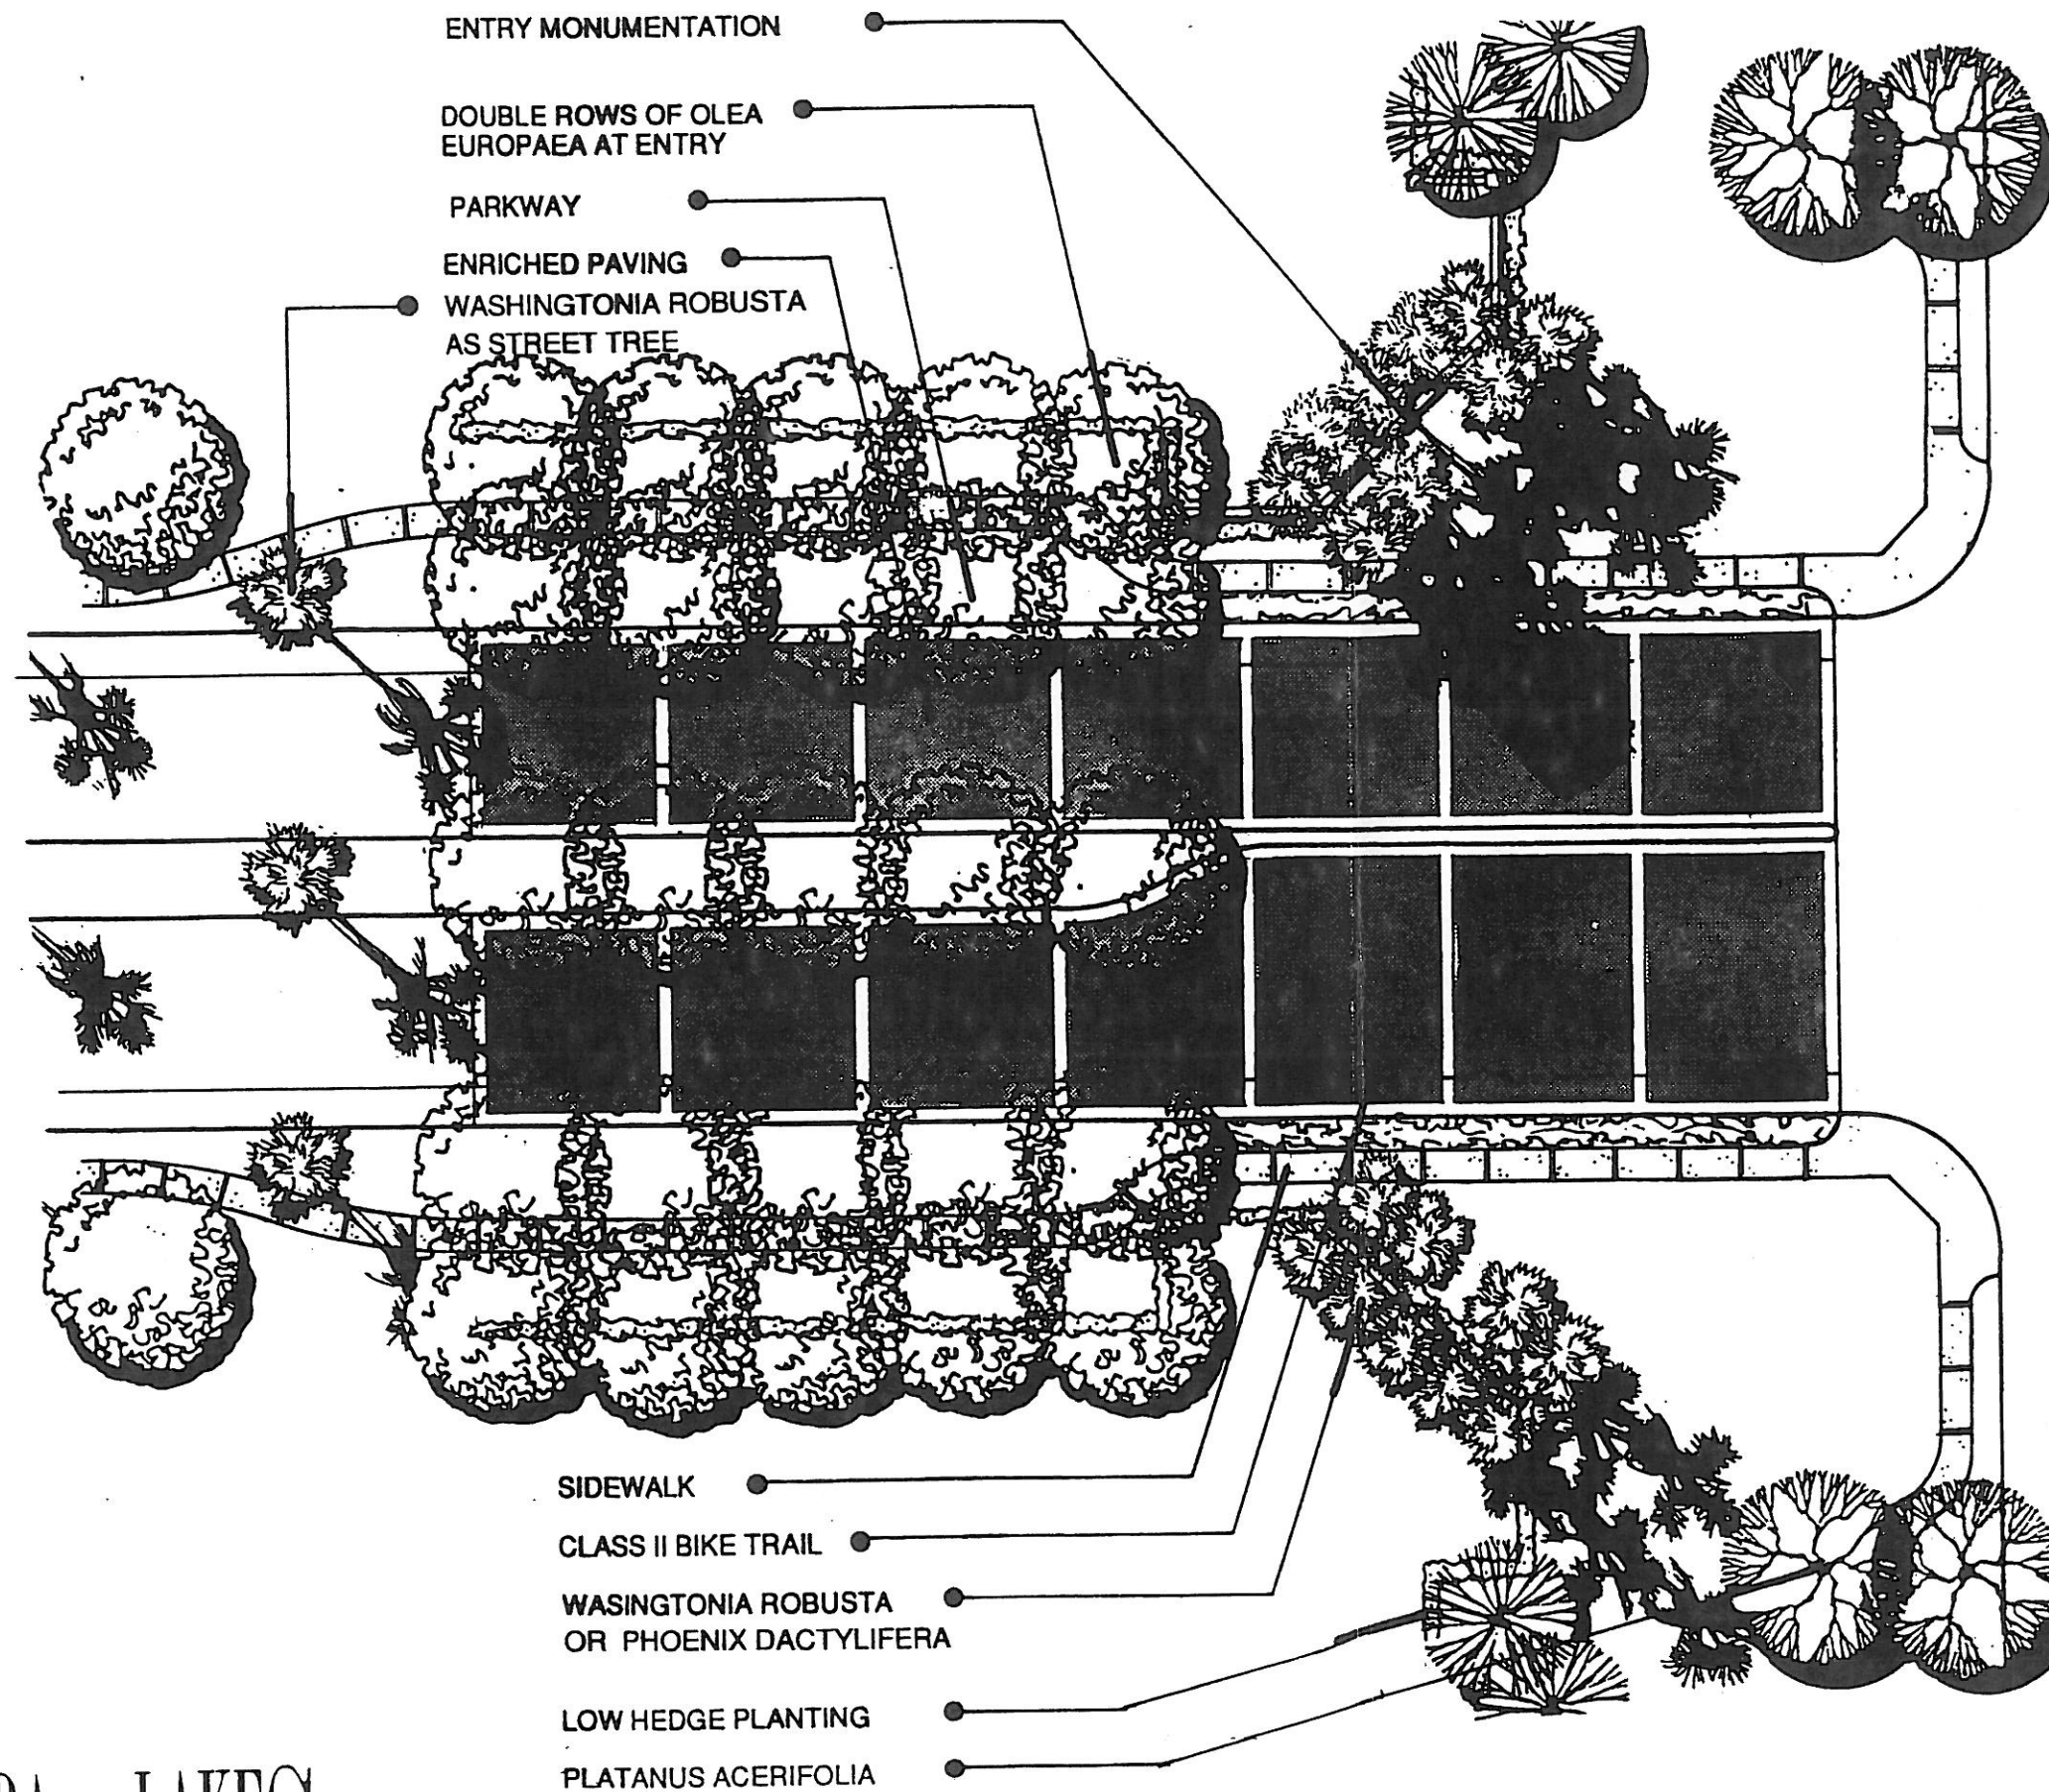 ENTRY MONUMENTATION
DOUBLE ROWS OF OLEA
EUROPAEA AT ENTRY
PARKWAY
ENRICHED PAVING
WASHINGTONIA ROBUSTA
AS STREET TREE
SIDEWALK
CLASS II BIKE TRAIL
WASINGTONIA ROBUSTA
OR PHOENIX DACTYLIFERA
LOW HEDGE PLANTING
PLATANUS ACERIFOLIA
LAKES